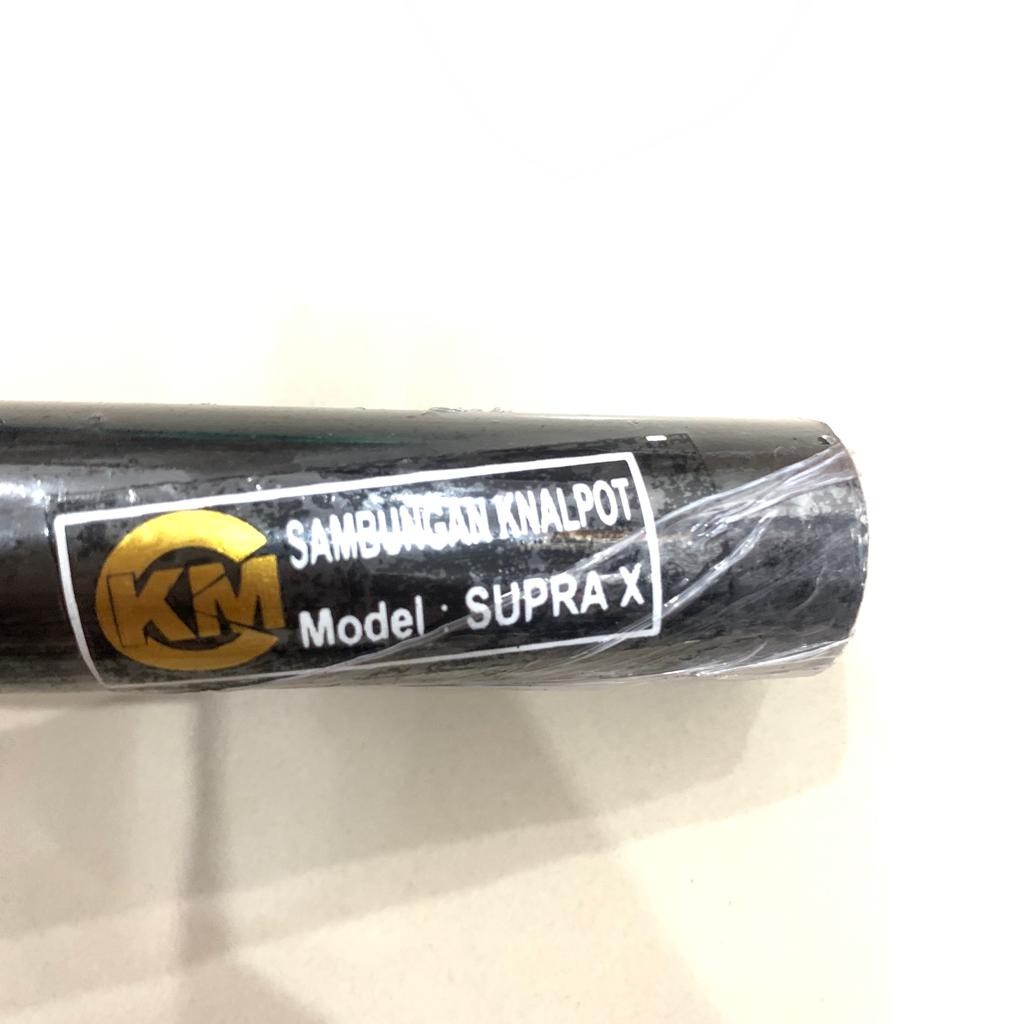 KM
SAMBUNGAN KNALPOT
Model : SUPRA X